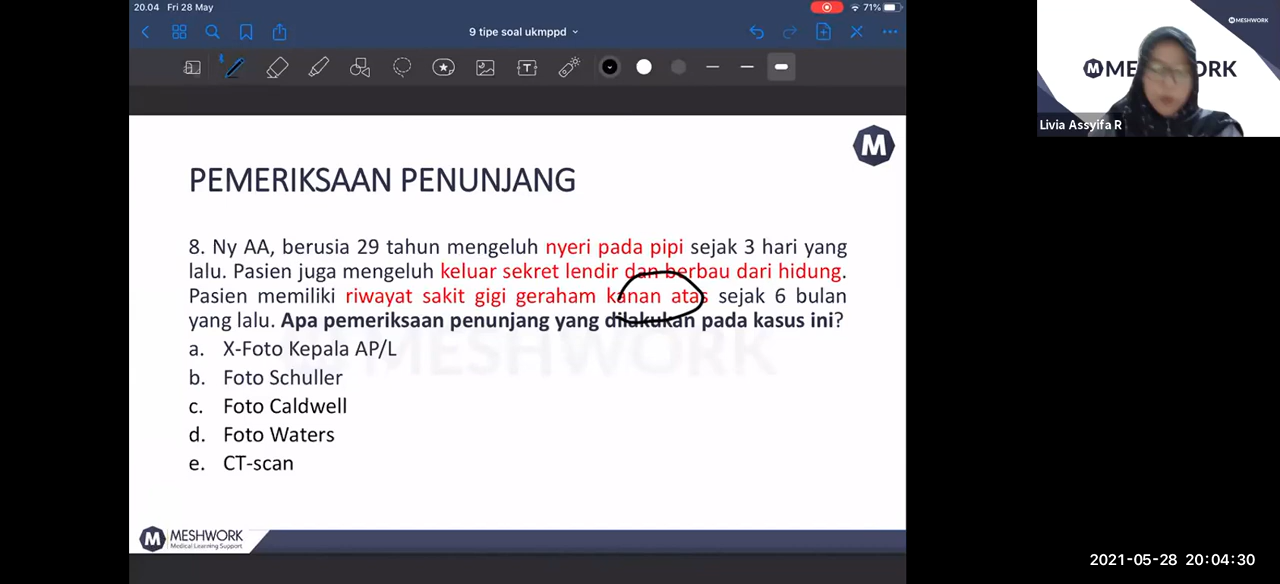 20.04 Fri 28 May
71%
9 tipe soal ukmppd
MESHWORK
MESHWORK
Livia Assyifa R
M
PEMERIKSAAN PENUNJANG
8. Ny AA, berusia 29 tahun mengeluh nyeri pada pipi sejak 3 hari yang
lalu. Pasien juga mengeluh keluar sekret lendir dan berbau dari hidung.
Pasien memiliki riwayat sakit gigi geraham kanan atas sejak 6 bulan
yang lalu. Apa pemeriksaan penunjang yang dilakukan pada kasus ini?
a. X-Foto Kepala AP/L
b. Foto Schuller
c. Foto Caldwell
d. Foto Waters
e. CT-scan
MESHWORK
M MESHWORK
Medical Learning Support
2021-05-28 20:04:30